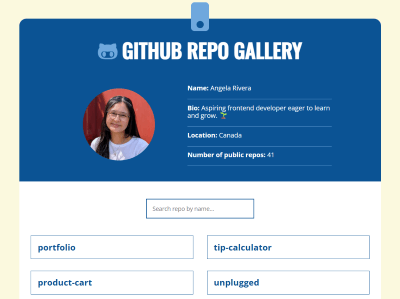 GITHUB REPO GALLERY
Name: Angela Rivera
Bio: Aspiring frontend developer eager to learn
and grow. 🌱
Location: Canada
Number of public repos: 41
Search repo by name...
portfolio
tip-calculator
product-cart
unplugged